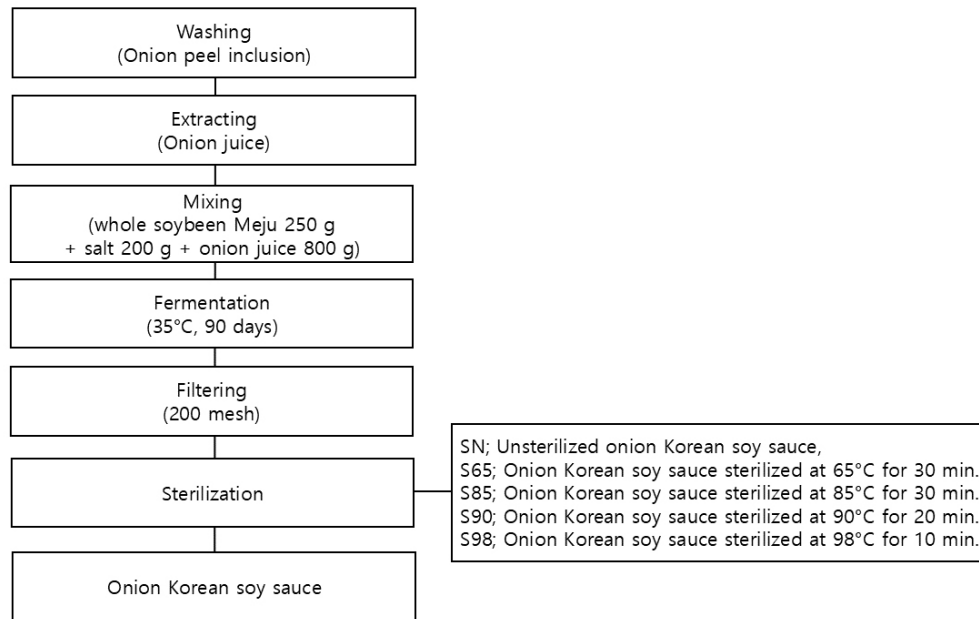 Washing
(Onion peel inclusion)
Extracting
(Onion juice)
Mixing
(whole soybeen Meju 250 g
+ salt 200 g + onion juice 800 g)
Fermentation
(35°C, 90 days)
Filtering
(200 mesh)
Sterilization
SN; Unsterilized onion Korean soy sauce,
S65; Onion Korean soy sauce sterilized at 65°C for 30 min.
S85; Onion Korean soy sauce sterilized at 85°C for 30 min.
S90; Onion Korean soy sauce sterilized at 90°C for 20 min.
S98; Onion Korean soy sauce sterilized at 98°C for 10 min.
Onion Korean soy sauce